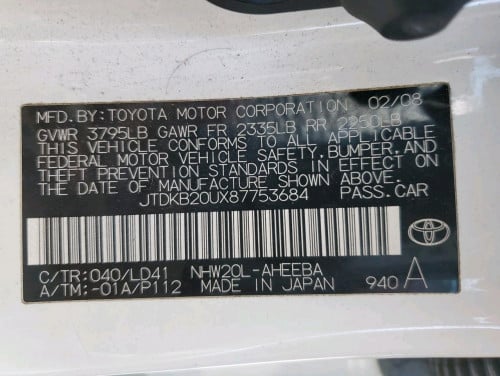 MFD. BY: TOYOTA MOTOR CORPORATION 02/08
GVWR 3795LB GAWR FR 2335LB RR 2250LB
THIS VEHICLE CONFORMS TO ALL APPLICABLE
FEDERAL MOTOR VEHICLE SAFETY, BUMPER, AND
THEFT PREVENTION STANDARDS IN EFFECT ON
THE DATE OF MANUFACTURE SHOWN ABOVE.
JTDKB20UX87753684 PASS. CAR
C/TR: 040/LD41 NHW20L-AHEEBA
A/TM: -01A/P112 MADE IN JAPAN 940 A